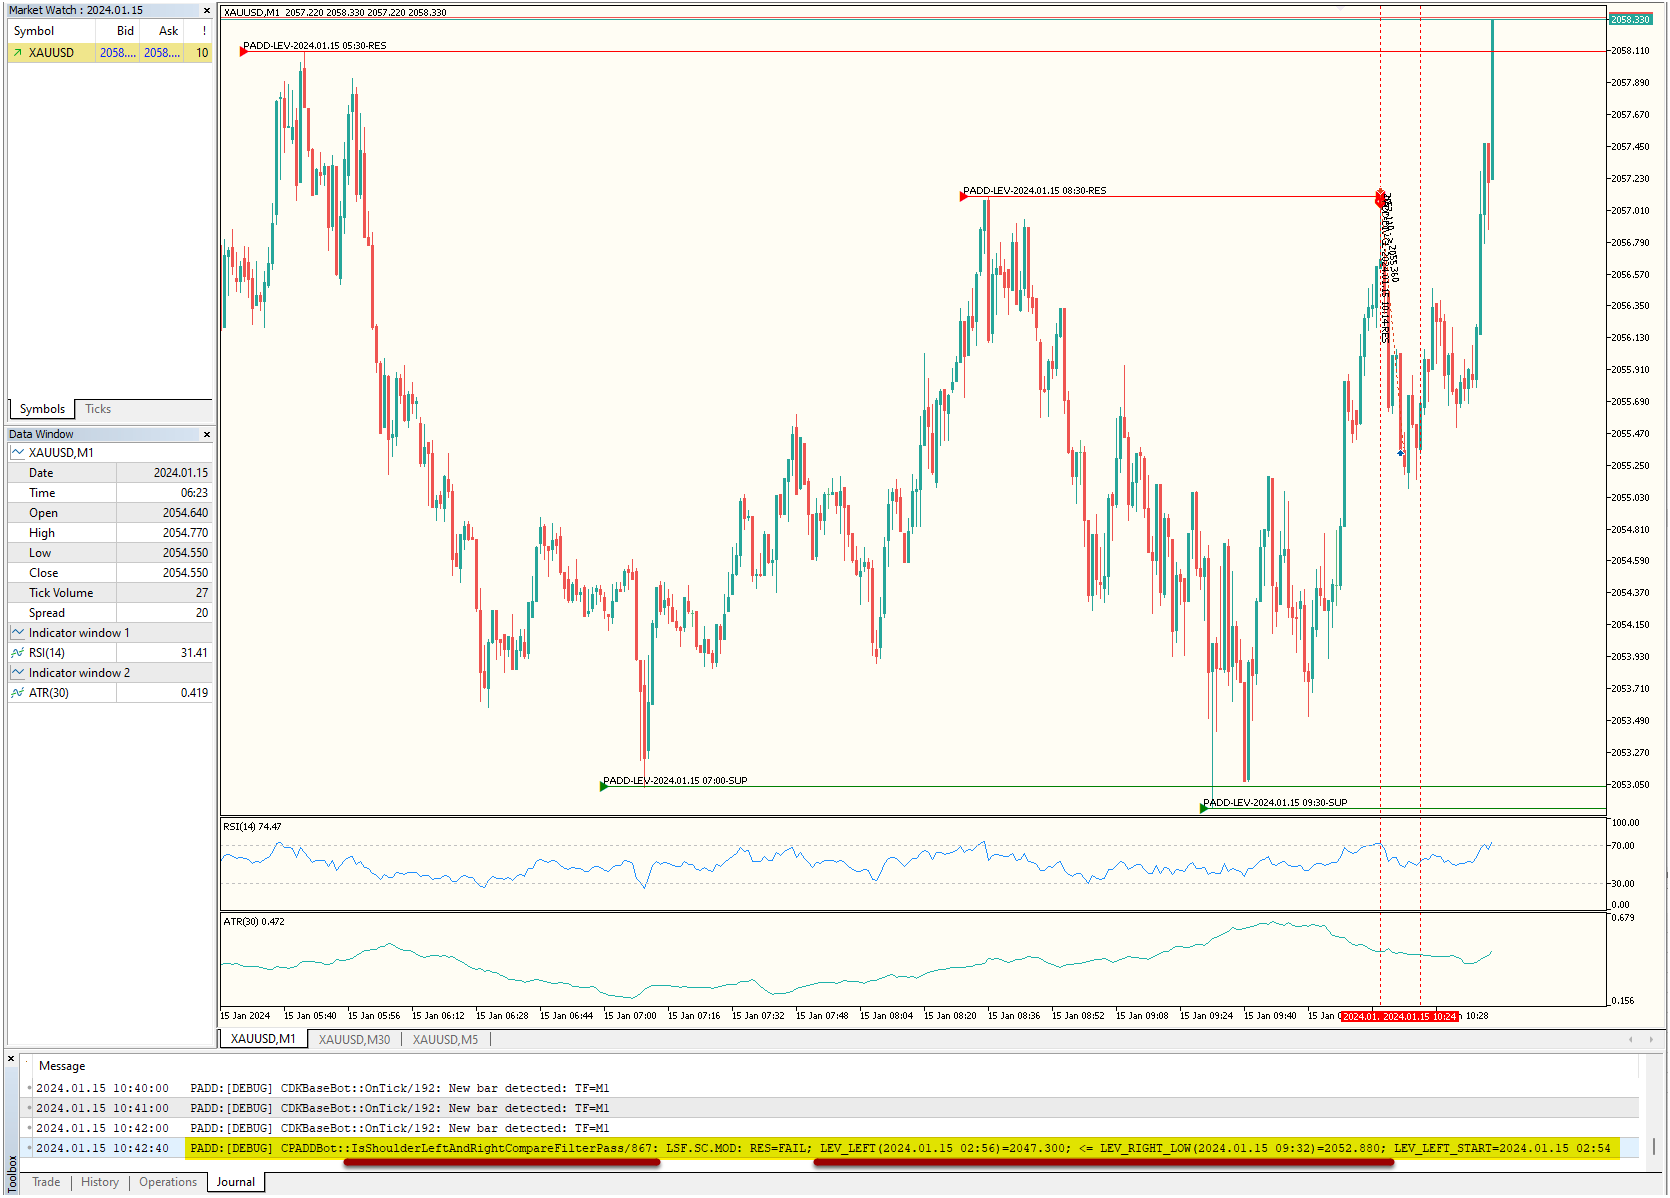 Market Watch : 2024.01.15
Symbol Bid Ask !
XAUUSD 2058.... 2058.... 10
Symbols Ticks
Data Window
XAUUSD,M1
Date 2024.01.15
Time 06:23
Open 2054.640
High 2054.770
Low 2054.550
Close 2054.550
Tick Volume 27
Spread 20
Indicator window 1
RSI(14) 31.41
Indicator window 2
ATR(30) 0.419
XAUUSD,M1 2057.220 2058.330 2057.220 2058.330
PADD-LEV-2024.01.15 05:30-RES
PADD-LEV-2024.01.15 08:30-RES
PADD-LEV-2024.01.15 07:00-SUP
PADD-LEV-2024.01.15 09:30-SUP
2058.330
2058.110
2057.890
2057.670
2057.450
2057.230
2057.010
2056.790
2056.570
2056.350
2056.130
2055.910
2055.690
2055.470
2055.250
2055.030
2054.810
2054.590
2054.370
2054.150
2053.930
2053.710
2053.490
2053.270
2053.050
RSI(14) 74.47
100.00
70.00
30.00
0.00
ATR(30) 0.472
0.679
0.156
15 Jan 2024 15 Jan 05:40 15 Jan 05:56 15 Jan 06:12 15 Jan 06:28 15 Jan 06:44 15 Jan 07:00 15 Jan 07:16 15 Jan 07:32 15 Jan 07:48 15 Jan 08:04 15 Jan 08:20 15 Jan 08:36 15 Jan 08:52 15 Jan 09:08 15 Jan 09:24 15 Jan 09:40 15 Jan 2024.01. 2024.01.15 10:24 10:28
XAUUSD,M1 XAUUSD,M30 XAUUSD,M5
Message
2024.01.15 10:40:00 PADD:[DEBUG] CDKBaseBot::OnTick/192: New bar detected: TF=M1
2024.01.15 10:41:00 PADD:[DEBUG] CDKBaseBot::OnTick/192: New bar detected: TF=M1
2024.01.15 10:42:00 PADD:[DEBUG] CDKBaseBot::OnTick/192: New bar detected: TF=M1
2024.01.15 10:42:40 PADD:[DEBUG] CPADDBot::IsShoulderLeftAndRightCompareFilterPass/867: LSF.SC.MOD: RES=FAIL; LEV_LEFT(2024.01.15 02:56)=2047.300; <= LEV_RIGHT_LOW(2024.01.15 09:32)=2052.880; LEV_LEFT_START=2024.01.15 02:54
Toolbox
Trade History Operations Journal